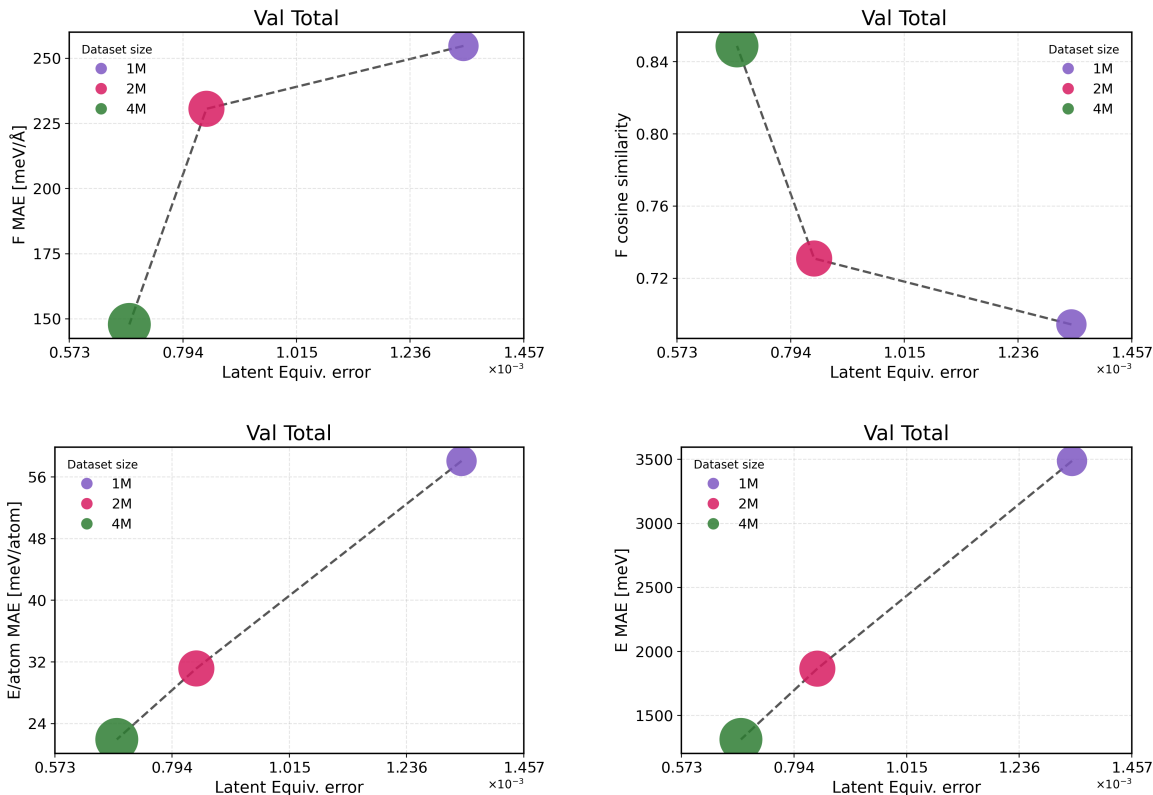 Val Total
F MAE [meV/Å]
250
225
200
175
150
Dataset size
1M
2M
4M
0.573 0.794 1.015 1.236 1.457
Latent Equiv. error
×10⁻³
Val Total
F cosine similarity
0.84
0.80
0.76
0.72
Dataset size
1M
2M
4M
0.573 0.794 1.015 1.236 1.457
Latent Equiv. error
×10⁻³
Val Total
E/atom MAE [meV/atom]
56
48
40
32
24
Dataset size
1M
2M
4M
0.573 0.794 1.015 1.236 1.457
Latent Equiv. error
×10⁻³
Val Total
E MAE [meV]
3500
3000
2500
2000
1500
Dataset size
1M
2M
4M
0.573 0.794 1.015 1.236 1.457
Latent Equiv. error
×10⁻³